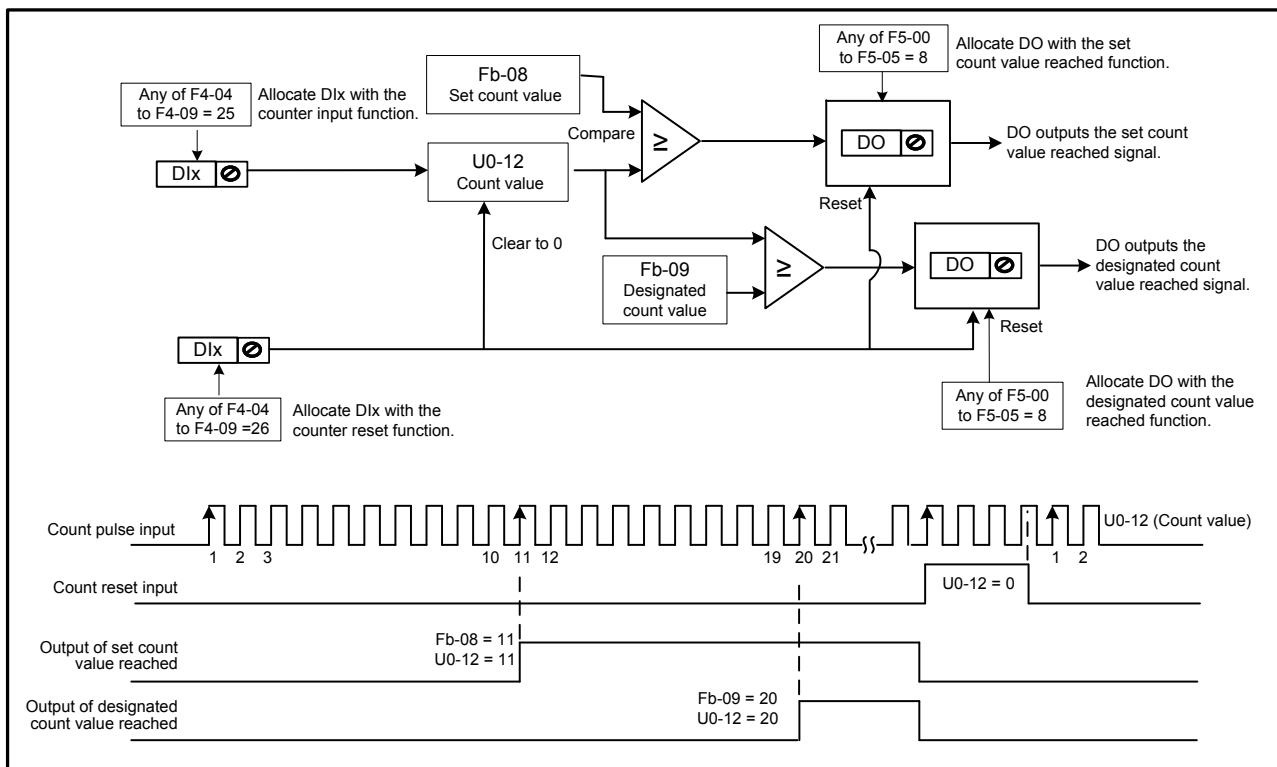 Any of F4-04
to F4-09 = 25
Allocate DIx with the
counter input function.
DIx
Fb-08
Set count value
Compare
U0-12
Count value
≥
Any of F5-00
to F5-05 = 8
Allocate DO with the set
count value reached function.
DO
DO outputs the set count
value reached signal.
Reset
Clear to 0
Fb-09
Designated
count value
≥
DO
DO outputs the
designated count
value reached signal.
Reset
DIx
Any of F4-04
to F4-09 =26
Allocate DIx with the
counter reset function.
Any of F5-00
to F5-05 = 8
Allocate DO with the
designated count value
reached function.
Count pulse input
1 2 3 10 11 12 19 20 21 1 2
U0-12 (Count value)
Count reset input
U0-12 = 0
Output of set count
value reached
Fb-08 = 11
U0-12 = 11
Output of designated
count value reached
Fb-09 = 20
U0-12 = 20